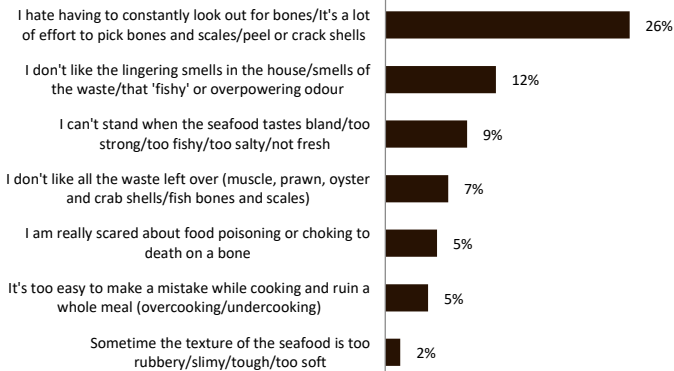 I hate having to constantly look out for bones/It's a lot
of effort to pick bones and scales/peel or crack shells
26%
I don't like the lingering smells in the house/smells of
the waste/that 'fishy' or overpowering odour
12%
I can't stand when the seafood tastes bland/too
strong/too fishy/too salty/not fresh
9%
I don't like all the waste left over (muscle, prawn, oyster
and crab shells/fish bones and scales)
7%
I am really scared about food poisoning or choking to
death on a bone
5%
It's too easy to make a mistake while cooking and ruin a
whole meal (overcooking/undercooking)
5%
Sometime the texture of the seafood is too
rubbery/slimy/tough/too soft
2%